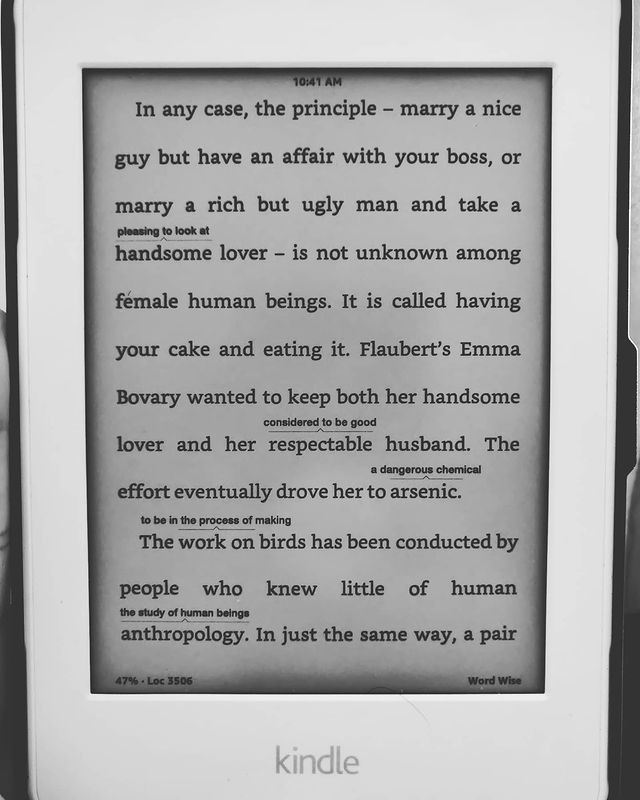 10:41 AM
In any case, the principle – marry a nice
guy but have an affair with your boss, or
marry a rich but ugly man and take a
pleasing to look at
handsome lover – is not unknown among
female human beings. It is called having
your cake and eating it. Flaubert's Emma
Bovary wanted to keep both her handsome
considered to be good
lover and her respectable husband. The
a dangerous chemical
effort eventually drove her to arsenic.
to be in the process of making
The work on birds has been conducted by
people who knew little of human
the study of human beings
anthropology. In just the same way, a pair
47% · Loc 3506 Word Wise
kindle